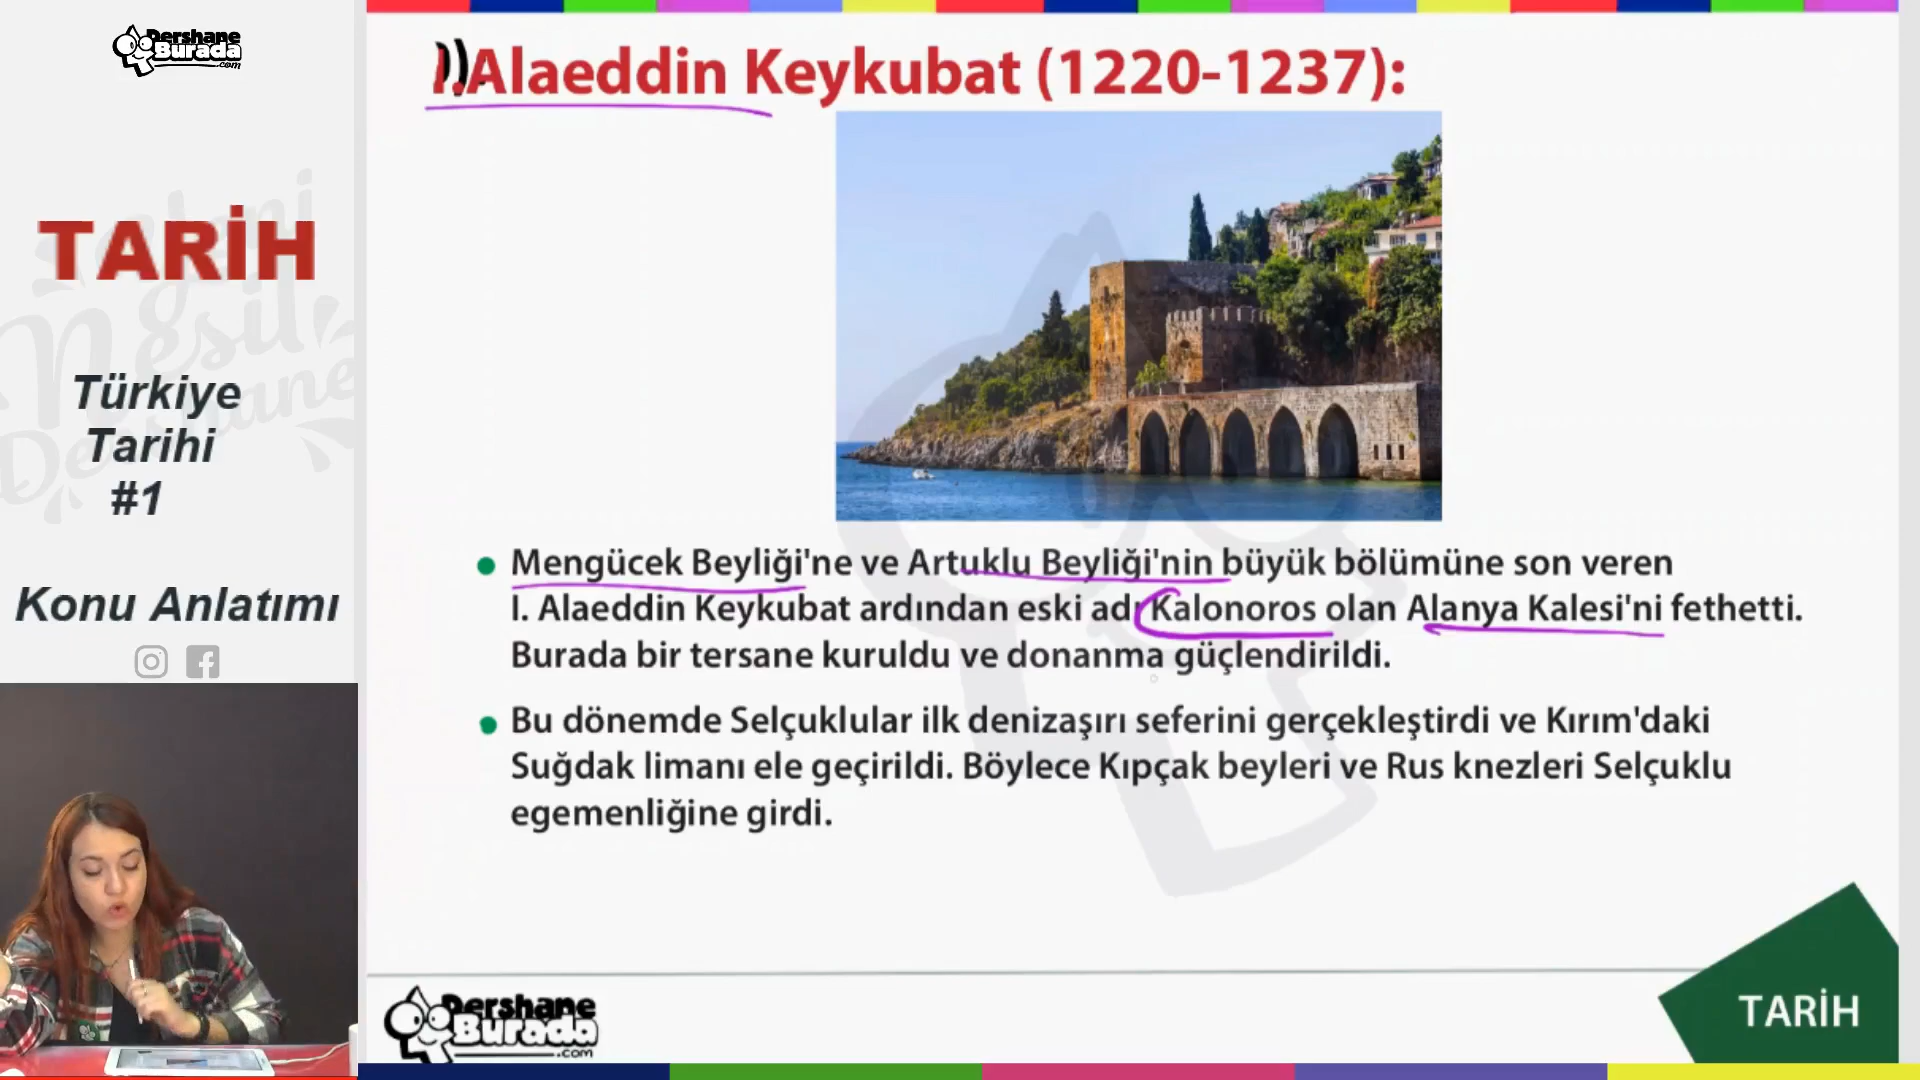 Dershane
Burada
.com
TARİH
Türkiye
Tarihi
#1
Konu Anlatımı
I.Alaeddin Keykubat (1220-1237):
Mengücek Beyliği'ne ve Artuklu Beyliği'nin büyük bölümüne son veren
I. Alaeddin Keykubat ardından eski adı Kalonoros olan Alanya Kalesi'ni fethetti.
Burada bir tersane kuruldu ve donanma güçlendirildi.
Bu dönemde Selçuklular ilk denizaşırı seferini gerçekleştirdi ve Kırım'daki
Suğdak limanı ele geçirildi. Böylece Kıpçak beyleri ve Rus knezleri Selçuklu
egemenliğine girdi.
Dershane
Burada
.com
TARİH